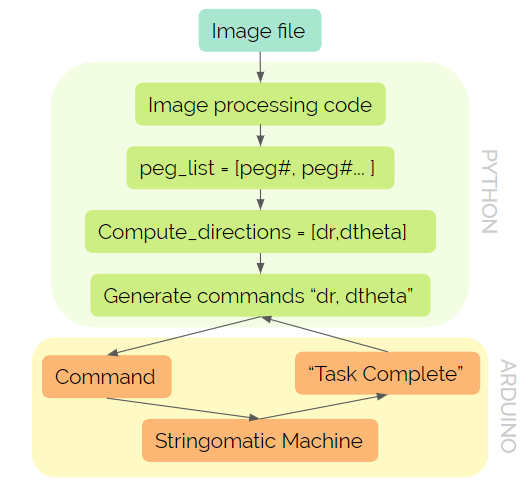 Image file
Image processing code
peg_list = [peg#, peg#... ]
Compute_directions = [dr,dtheta]
Generate commands “dr, dtheta”
PYTHON
Command
“Task Complete”
Stringomatic Machine
ARDUINO